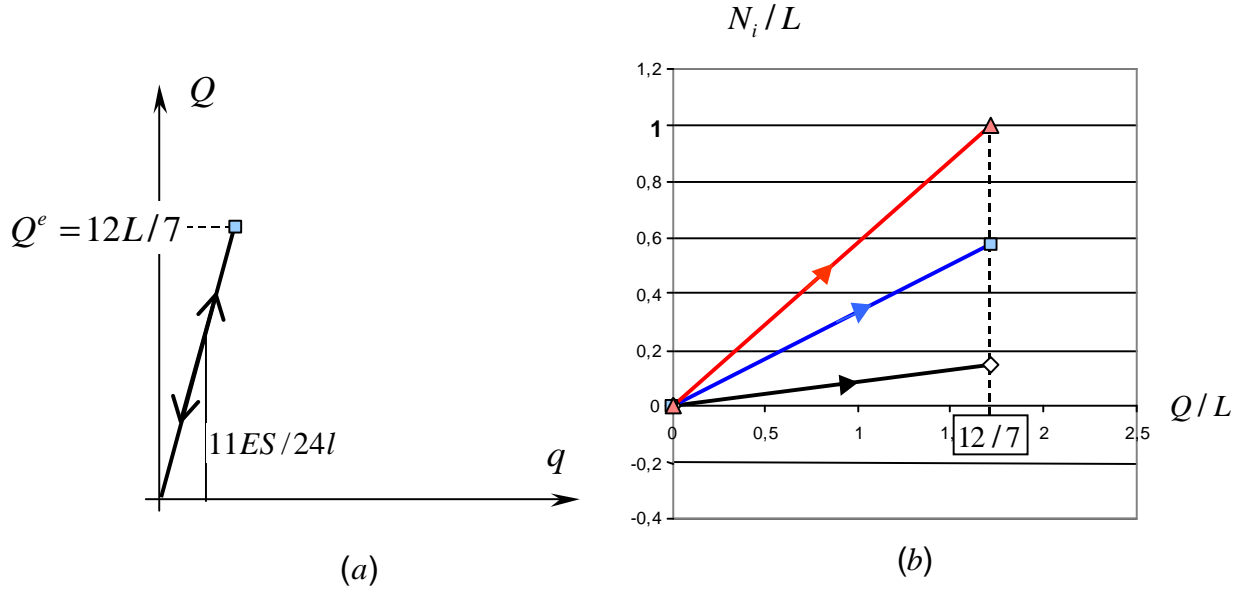 Q
Q^e = 12L/7
11ES/24l
q
(a)
N_i/L
1,2
1
0,8
0,6
0,4
0,2
0
-0,2
-0,4
0
0,5
1
1,
12/7
2
2,5
Q/L
(b)